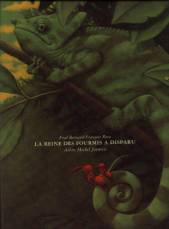 Fred Bernard François Roca
LA REINE DES FOURMIS A DISPARU
Albin Michel Jeunesse